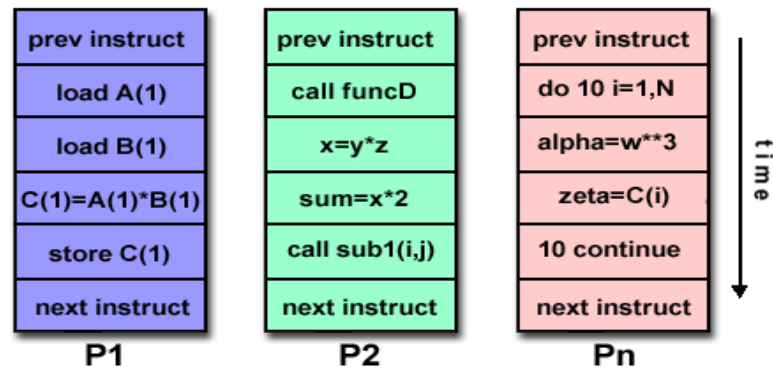 prev instruct
load A(1)
load B(1)
C(1)=A(1)*B(1)
store C(1)
next instruct
P1
prev instruct
call funcD
x=y*z
sum=x*2
call sub1(i,j)
next instruct
P2
prev instruct
do 10 i=1,N
alpha=w**3
zeta=C(i)
10 continue
next instruct
Pn
time